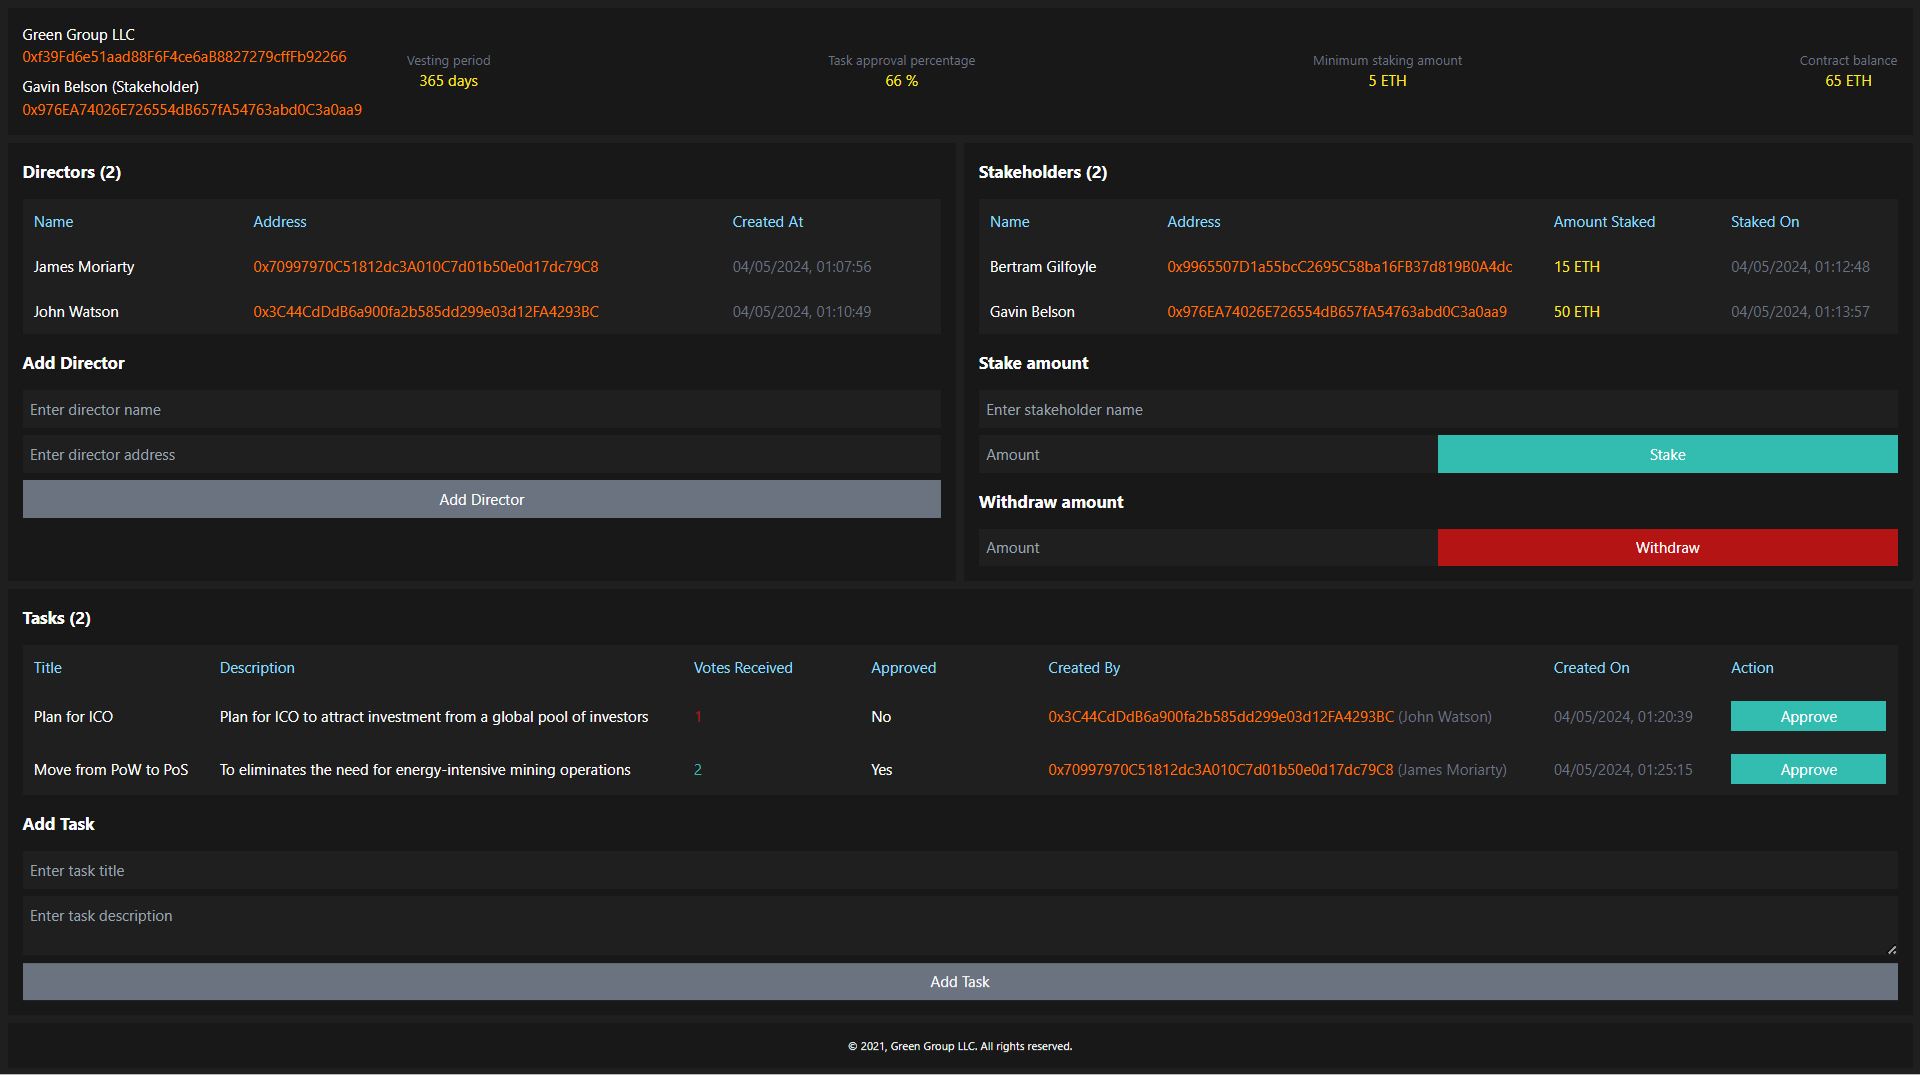 Green Group LLC
0xf39Fd6e51aad88F6F4ce6aB8827279cffFb92266
Gavin Belson (Stakeholder)
0x976EA74026E726554dB657fA54763abd0C3a0aa9
Vesting period
365 days
Task approval percentage
66 %
Minimum staking amount
5 ETH
Contract balance
65 ETH
Directors (2)
Name Address Created At
James Moriarty 0x70997970C51812dc3A010C7d01b50e0d17dc79C8 04/05/2024, 01:07:56
John Watson 0x3C44CdDdB6a900fa2b585dd299e03d12FA4293BC 04/05/2024, 01:10:49
Add Director
Enter director name
Enter director address
Add Director
Stakeholders (2)
Name Address Amount Staked Staked On
Bertram Gilfoyle 0x9965507D1a55bcC2695C58ba16FB37d819B0A4dc 15 ETH 04/05/2024, 01:12:48
Gavin Belson 0x976EA74026E726554dB657fA54763abd0C3a0aa9 50 ETH 04/05/2024, 01:13:57
Stake amount
Enter stakeholder name
Amount Stake
Withdraw amount
Amount Withdraw
Tasks (2)
Title Description Votes Received Approved Created By Created On Action
Plan for ICO Plan for ICO to attract investment from a global pool of investors 1 No 0x3C44CdDdB6a900fa2b585dd299e03d12FA4293BC (John Watson) 04/05/2024, 01:20:39 Approve
Move from PoW to PoS To eliminates the need for energy-intensive mining operations 2 Yes 0x70997970C51812dc3A010C7d01b50e0d17dc79C8 (James Moriarty) 04/05/2024, 01:25:15 Approve
Add Task
Enter task title
Enter task description
Add Task
© 2021, Green Group LLC. All rights reserved.